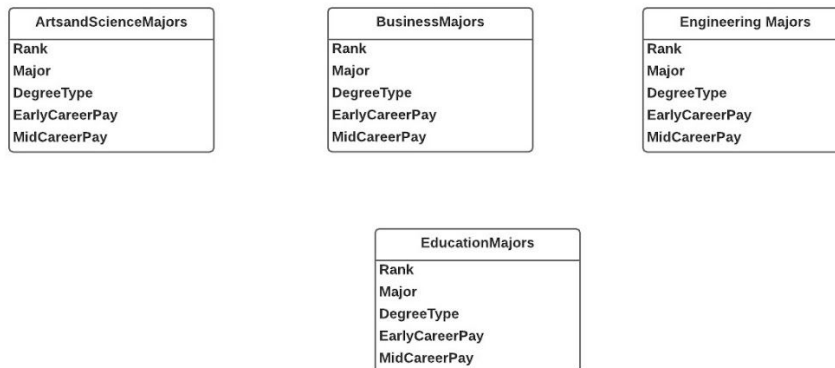 ArtsandScienceMajors
Rank
Major
DegreeType
EarlyCareerPay
MidCareerPay
BusinessMajors
Rank
Major
DegreeType
EarlyCareerPay
MidCareerPay
Engineering Majors
Rank
Major
DegreeType
EarlyCareerPay
MidCareerPay
EducationMajors
Rank
Major
DegreeType
EarlyCareerPay
MidCareerPay